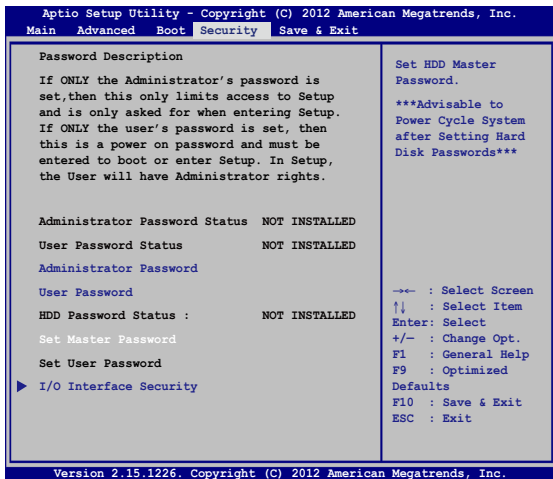 Aptio Setup Utility - Copyright (C) 2012 American Megatrends, Inc.
Main Advanced Boot Security Save & Exit
Password Description
If ONLY the Administrator's password is
set,then this only limits access to Setup
and is only asked for when entering Setup.
If ONLY the user's password is set, then
this is a power on password and must be
entered to boot or enter Setup. In Setup,
the User will have Administrator rights.
Administrator Password Status NOT INSTALLED
User Password Status NOT INSTALLED
Administrator Password
User Password
HDD Password Status : NOT INSTALLED
Set Master Password
Set User Password
I/O Interface Security
Set HDD Master
Password.
***Advisable to
Power Cycle System
after Setting Hard
Disk Passwords***
→← : Select Screen
↑↓ : Select Item
Enter: Select
+/— : Change Opt.
F1 : General Help
F9 : Optimized
Defaults
F10 : Save & Exit
ESC : Exit
Version 2.15.1226. Copyright (C) 2012 American Megatrends, Inc.